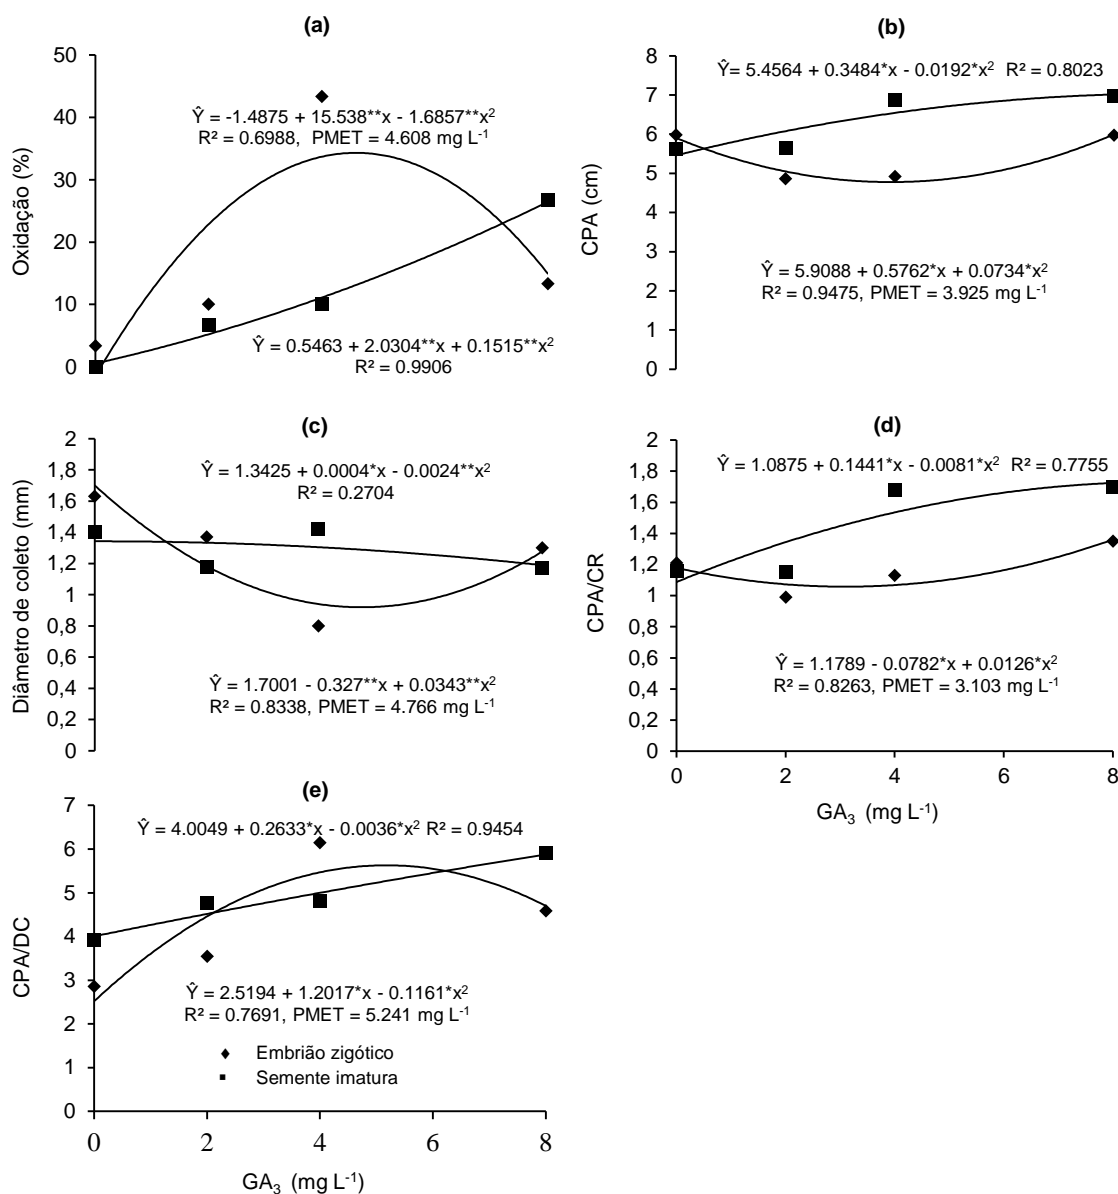 (a)
50
40
30
20
10
0
Oxidação (%)
Ŷ = -1.4875 + 15.538**x - 1.6857**x²
R² = 0.6988, PMET = 4.608 mg L⁻¹
Ŷ = 0.5463 + 2.0304**x + 0.1515**x²
R² = 0.9906
(b)
8
7
6
5
4
3
2
1
0
CPA (cm)
Ŷ = 5.4564 + 0.3484*x - 0.0192*x² R² = 0.8023
Ŷ = 5.9088 + 0.5762*x + 0.0734*x²
R² = 0.9475, PMET = 3.925 mg L⁻¹
(c)
2
1,8
1,6
1,4
1,2
1
0,8
0,6
0,4
0,2
0
Diâmetro de coleto (mm)
Ŷ = 1.3425 + 0.0004*x - 0.0024**x²
R² = 0.2704
Ŷ = 1.7001 - 0.327**x + 0.0343**x²
R² = 0.8338, PMET = 4.766 mg L⁻¹
(d)
2
1,8
1,6
1,4
1,2
1
0,8
0,6
0,4
0,2
0
CPA/CR
Ŷ = 1.0875 + 0.1441*x - 0.0081*x² R² = 0.7755
Ŷ = 1.1789 - 0.0782*x + 0.0126*x²
R² = 0.8263, PMET = 3.103 mg L⁻¹
0 2 4 6 8
GA₃ (mg L⁻¹)
(e)
7
6
5
4
3
2
1
0
CPA/DC
Ŷ = 4.0049 + 0.2633*x - 0.0036*x² R² = 0.9454
Ŷ = 2.5194 + 1.2017*x - 0.1161*x²
R² = 0.7691, PMET = 5.241 mg L⁻¹
Embrião zigótico
Semente imatura
0 2 4 6 8
GA₃ (mg L⁻¹)